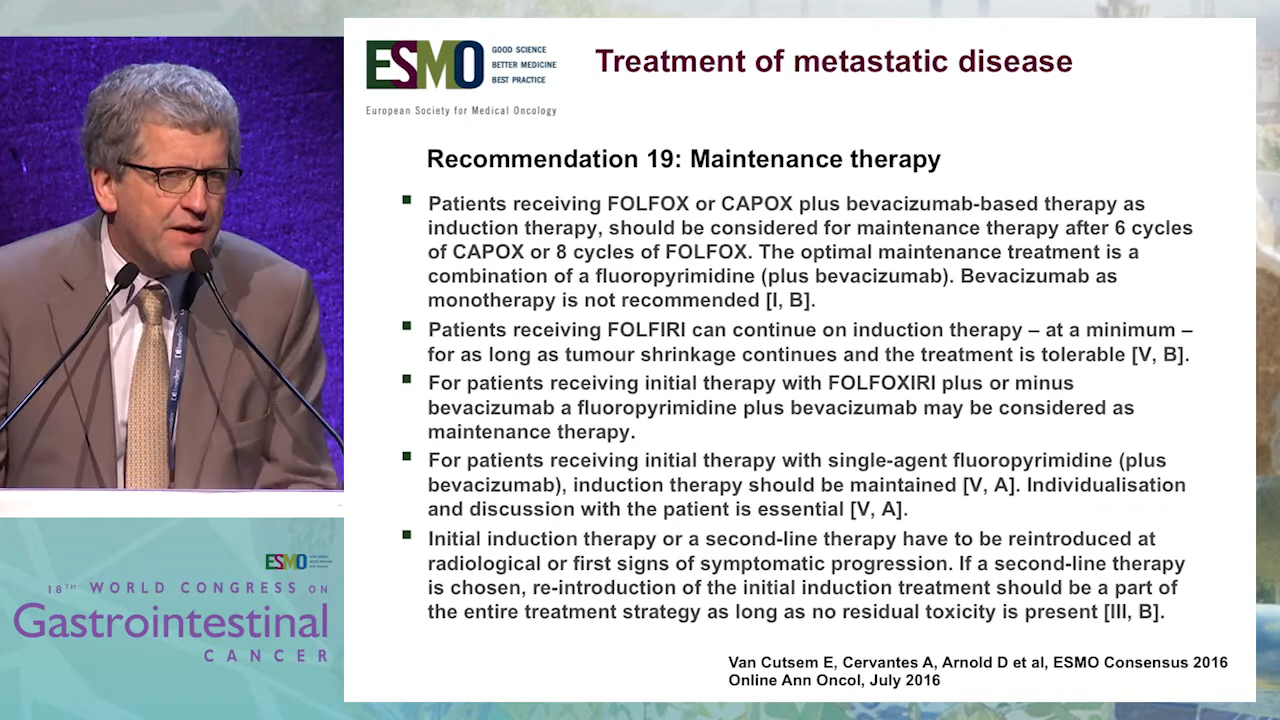 ESMO
GOOD SCIENCE
BETTER MEDICINE
BEST PRACTICE
European Society for Medical Oncology
Treatment of metastatic disease
Recommendation 19: Maintenance therapy
Patients receiving FOLFOX or CAPOX plus bevacizumab-based therapy as
induction therapy, should be considered for maintenance therapy after 6 cycles
of CAPOX or 8 cycles of FOLFOX. The optimal maintenance treatment is a
combination of a fluoropyrimidine (plus bevacizumab). Bevacizumab as
monotherapy is not recommended [I, B].
Patients receiving FOLFIRI can continue on induction therapy – at a minimum –
for as long as tumour shrinkage continues and the treatment is tolerable [V, B].
For patients receiving initial therapy with FOLFOXIRI plus or minus
bevacizumab a fluoropyrimidine plus bevacizumab may be considered as
maintenance therapy.
For patients receiving initial therapy with single-agent fluoropyrimidine (plus
bevacizumab), induction therapy should be maintained [V, A]. Individualisation
and discussion with the patient is essential [V, A].
Initial induction therapy or a second-line therapy have to be reintroduced at
radiological or first signs of symptomatic progression. If a second-line therapy
is chosen, re-introduction of the initial induction treatment should be a part of
the entire treatment strategy as long as no residual toxicity is present [III, B].
Van Cutsem E, Cervantes A, Arnold D et al, ESMO Consensus 2016
Online Ann Oncol, July 2016
ESMO
18TH WORLD CONGRESS ON
Gastrointestinal
CANCER